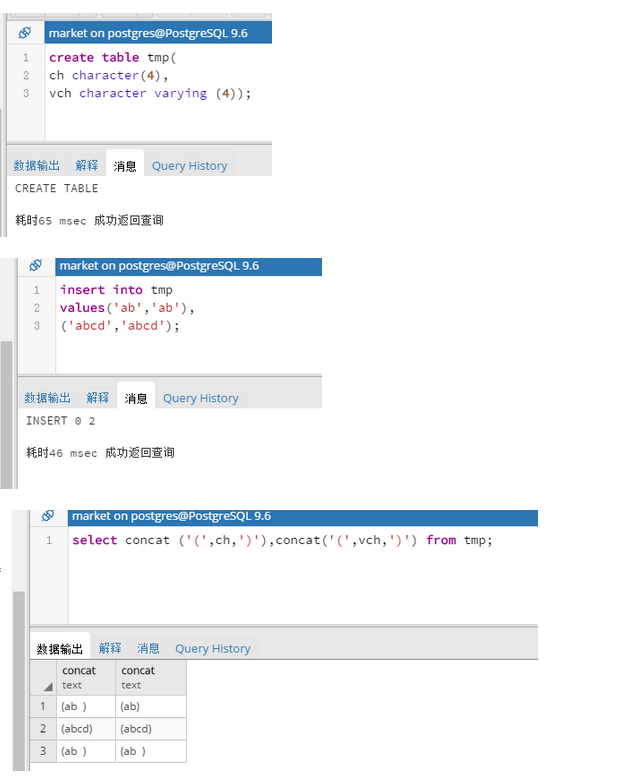 market on postgres@PostgreSQL 9.6
1 create table tmp(
2 ch character(4),
3 vch character varying (4));
数据输出 解释 消息 Query History
CREATE TABLE
耗时65 msec 成功返回查询
market on postgres@PostgreSQL 9.6
1 insert into tmp
2 values('ab','ab'),
3 ('abcd','abcd');
数据输出 解释 消息 Query History
INSERT 0 2
耗时46 msec 成功返回查询
market on postgres@PostgreSQL 9.6
1 select concat ('(',ch,')'),concat('(',vch,')') from tmp;
数据输出 解释 消息 Query History
concat concat
text text
1 (ab ) (ab)
2 (abcd) (abcd)
3 (ab ) (ab )